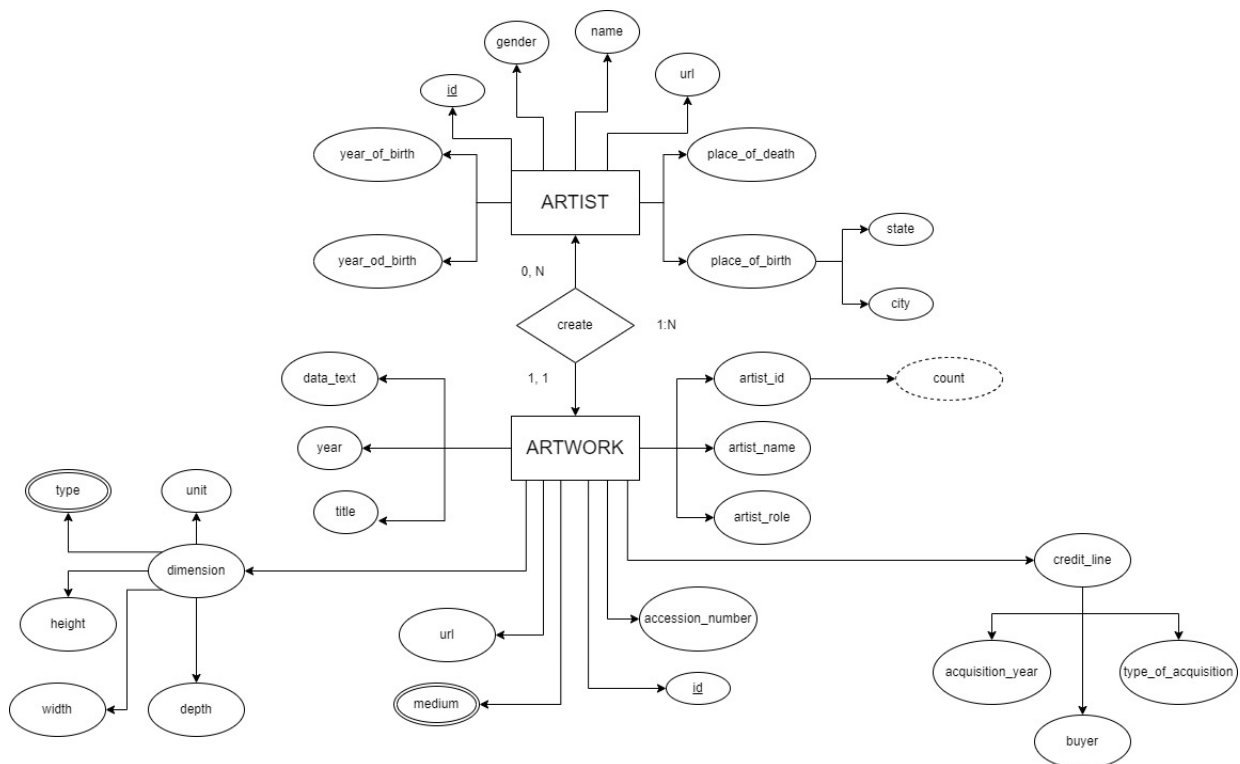 name
gender
url
id
year_of_birth
place_of_death
ARTIST
state
year_od_birth
place_of_birth
0, N
city
create
1:N
1, 1
data_text
artist_id
count
year
ARTWORK
artist_name
type
unit
title
artist_role
dimension
credit_line
height
url
accession_number
acquisition_year
type_of_acquisition
id
width
depth
medium
buyer